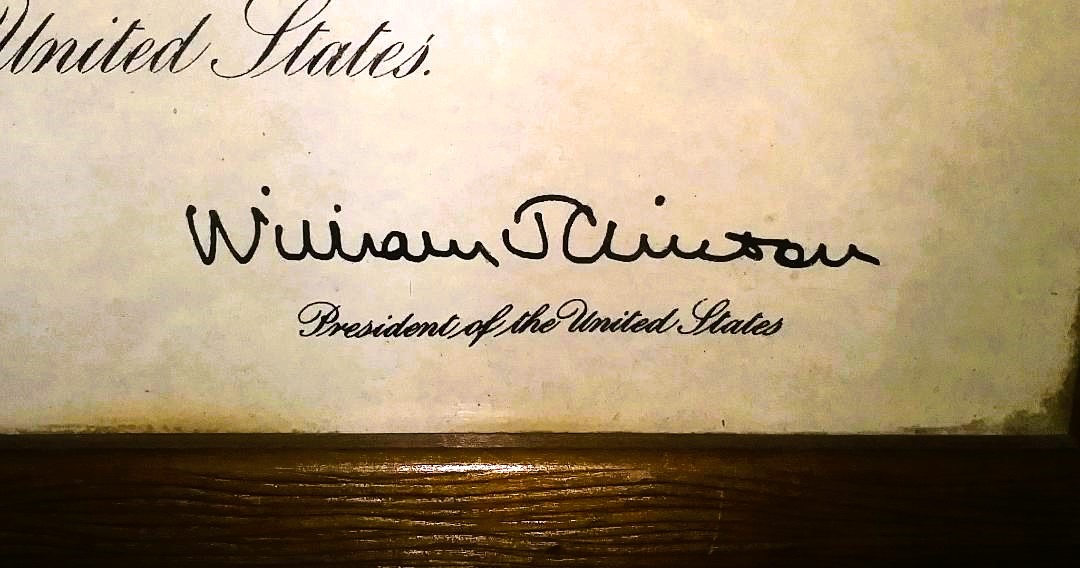 United States.
William J Clinton
President of the United States